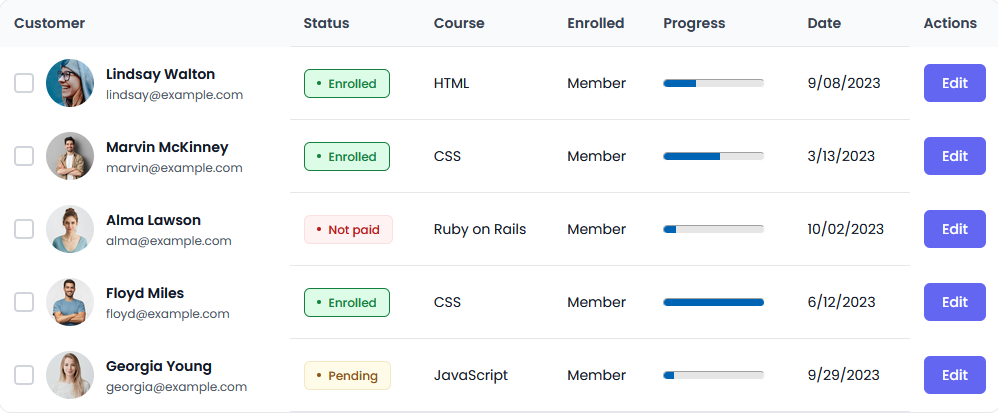 Customer Status Course Enrolled Progress Date Actions
Lindsay Walton
lindsay@example.com
Enrolled HTML Member 9/08/2023 Edit
Marvin McKinney
marvin@example.com
Enrolled CSS Member 3/13/2023 Edit
Alma Lawson
alma@example.com
Not paid Ruby on Rails Member 10/02/2023 Edit
Floyd Miles
floyd@example.com
Enrolled CSS Member 6/12/2023 Edit
Georgia Young
georgia@example.com
Pending JavaScript Member 9/29/2023 Edit